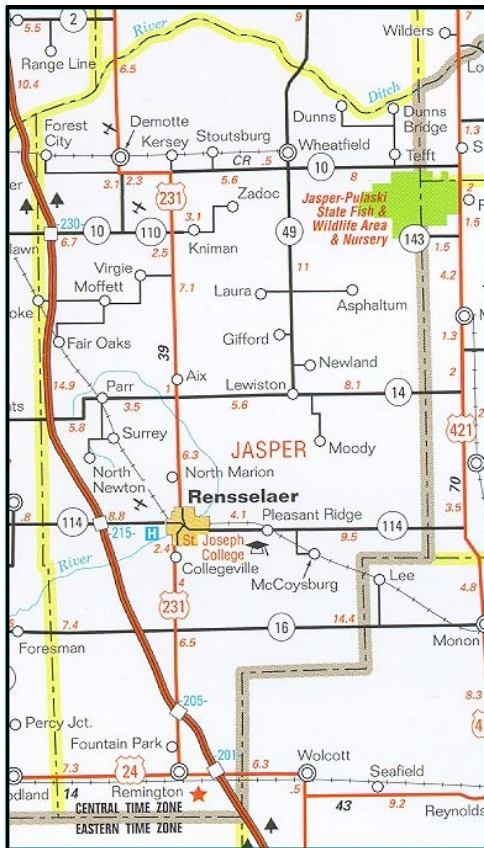 5.5
2
9
7
River
Wilders
Range Line
10.4
6.5
Ditch
Dunns
Dunns
Bridge
1.3
Forest
City
Demotte
Kersey
Stoutsburg
Wheatfield
Tefft
CR
.5
10
8
3.1
2.3
5.6
231
Zadoc
Jasper-Pulaski
State Fish &
Wildlife Area
& Nursery
2
1.5
-230-
6.7
10
110
3.1
Kniman
2.5
49
143
1.5
Virgie
Moffett
7.1
11
4.2
Laura
Asphaltum
Gifford
1.3
Fair Oaks
39
Newland
2
14.9
Parr
Aix
1
Lewiston
8.1
14
3.5
5.6
5.8
421
Surrey
JASPER
Moody
6.3
North
Newton
North Marion
70
Rensselaer
3.5
.8
114
8.8
-215-
H
4.1
Pleasant Ridge
114
9.5
St. Joseph
College
2.4
Collegeville
McCoysburg
River
Lee
4
231
4.8
7.4
16
14.4
Foresman
6.5
Monon
8.3
Percy Jct.
205-
Fountain Park
201
Wolcott
7.3
24
6.3
Seafield
14
Remington
.5
43
9.2
Reynolds
CENTRAL TIME ZONE
EASTERN TIME ZONE